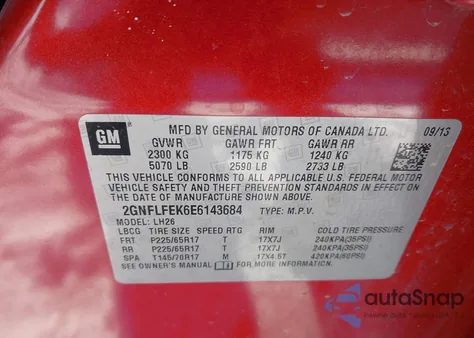 GM
MFD BY GENERAL MOTORS OF CANADA LTD. 09/13
GVWR GAWR FRT GAWR RR
2300 KG 1175 KG 1240 KG
5070 LB 2590 LB 2733 LB
THIS VEHICLE CONFORMS TO ALL APPLICABLE U.S. FEDERAL MOTOR
VEHICLE SAFETY STANDARDS IN EFFECT ON THE DATE OF
MANUFACTURE SHOWN ABOVE.
2GNFLFEK6E6143684 TYPE: M.P.V.
MODEL: LH26
LBCG TIRE SIZE SPEED RTG RIM COLD TIRE PRESSURE
FRT P225/65R17 T 17X7J 240KPA(35PSI)
RR P225/65R17 T 17X7J 240KPA(35PSI)
SPA T145/70R17 M 17X4.5T 420KPA(60PSI)
SEE OWNER'S MANUAL FOR ADDITIONAL INFORMATION
autoSnap